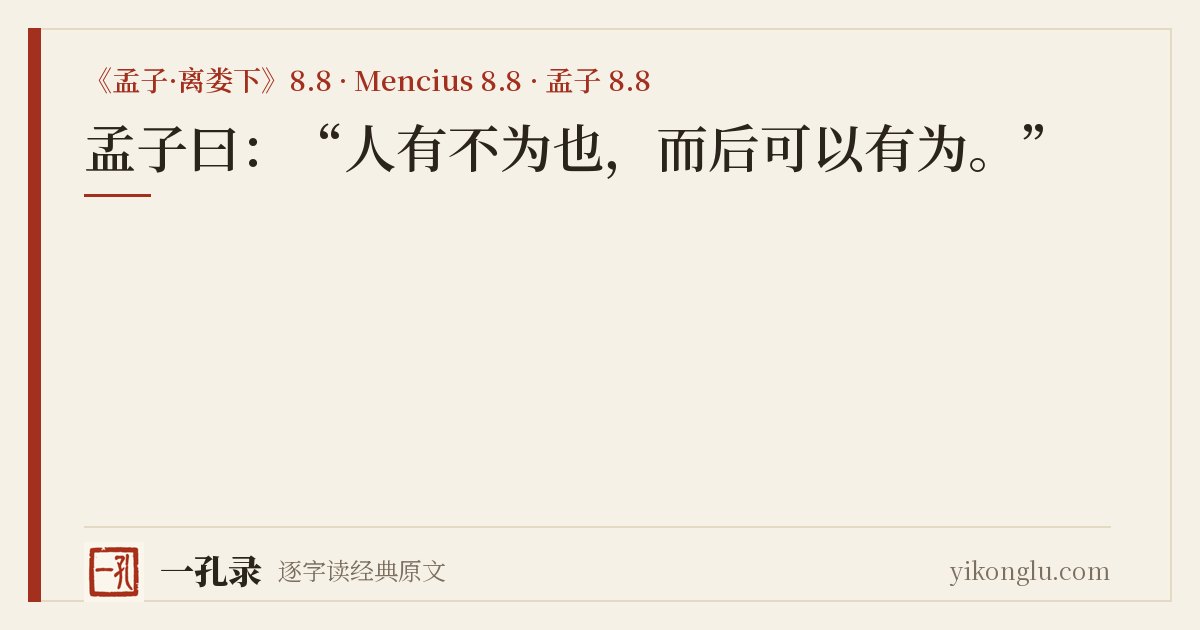 《孟子·离娄下》8.8 · Mencius 8.8 · 孟子 8.8
孟子曰：“人有不为也，而后可以有为。”
一孔
一孔录 逐字读经典原文 yikonglu.com